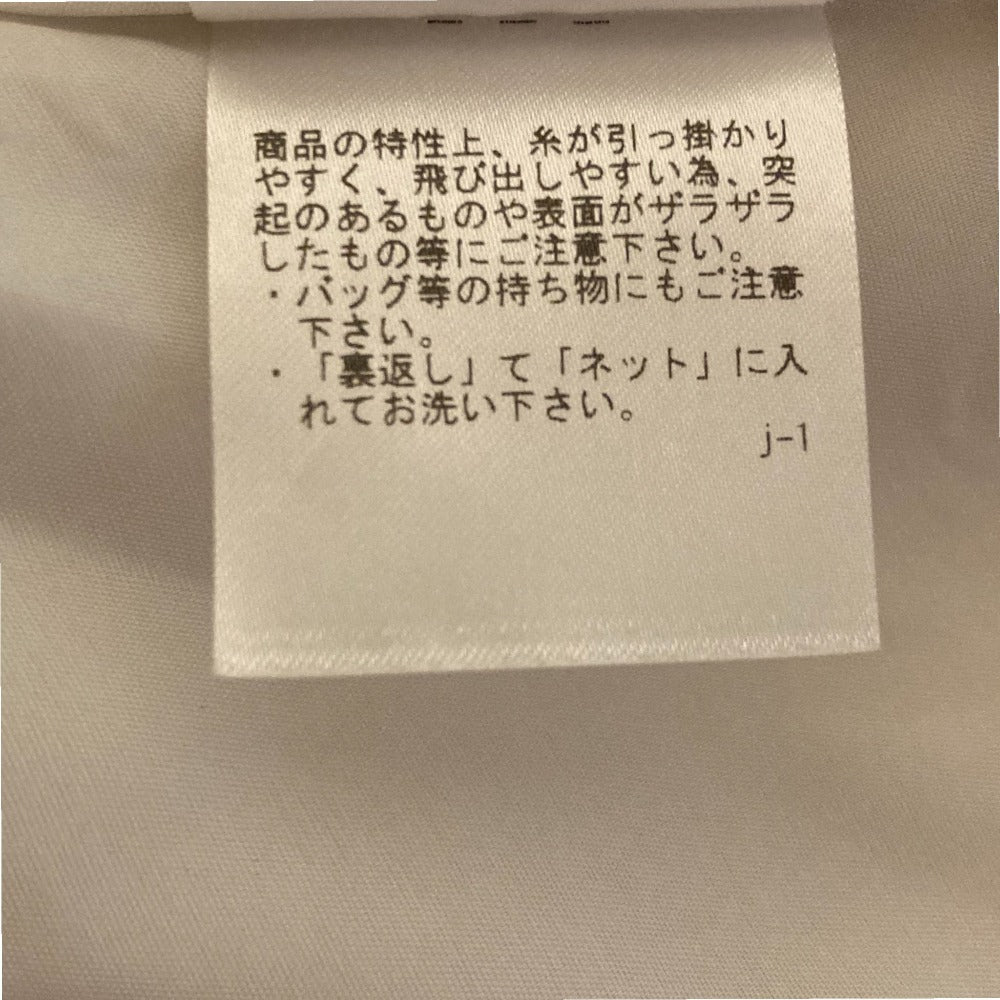 商品の特性上、糸が引っ掛かり
やすく、飛び出しやすい為、突
起のあるものや表面がザラザラ
したもの等にご注意下さい。
・バッグ等の持ち物にもご注意
下さい。
・「裏返し」て「ネット」に入
れてお洗い下さい。
j-1